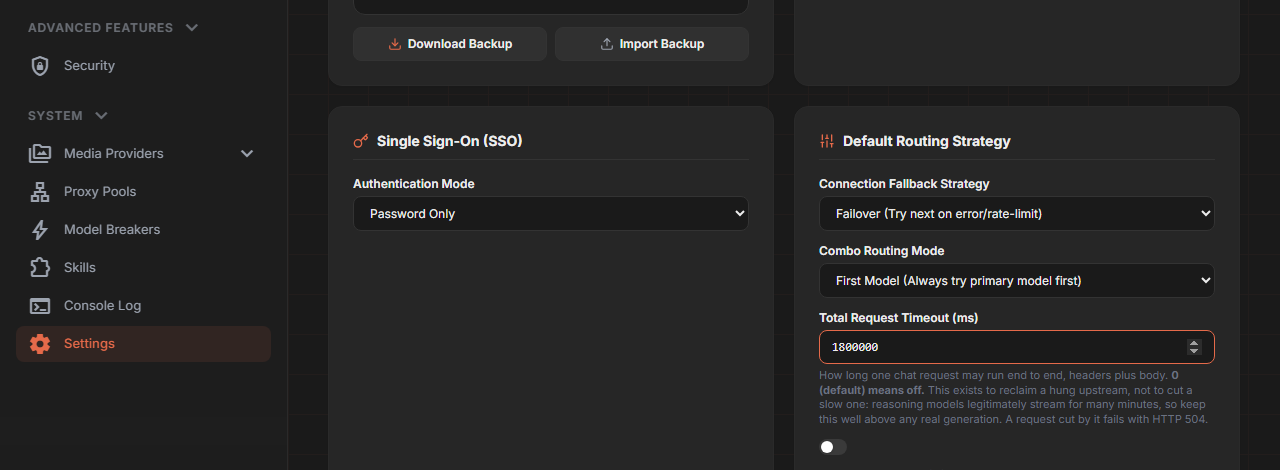 ADVANCED FEATURES
Security
SYSTEM
Media Providers
Proxy Pools
Model Breakers
Skills
Console Log
Settings
Download Backup
Import Backup
Single Sign-On (SSO)
Authentication Mode
Password Only
Default Routing Strategy
Connection Fallback Strategy
Failover (Try next on error/rate-limit)
Combo Routing Mode
First Model (Always try primary model first)
Total Request Timeout (ms)
1800000
How long one chat request may run end to end, headers plus body. 0
(default) means off. This exists to reclaim a hung upstream, not to cut a
slow one: reasoning models legitimately stream for many minutes, so keep
this well above any real generation. A request cut by it fails with HTTP 504.